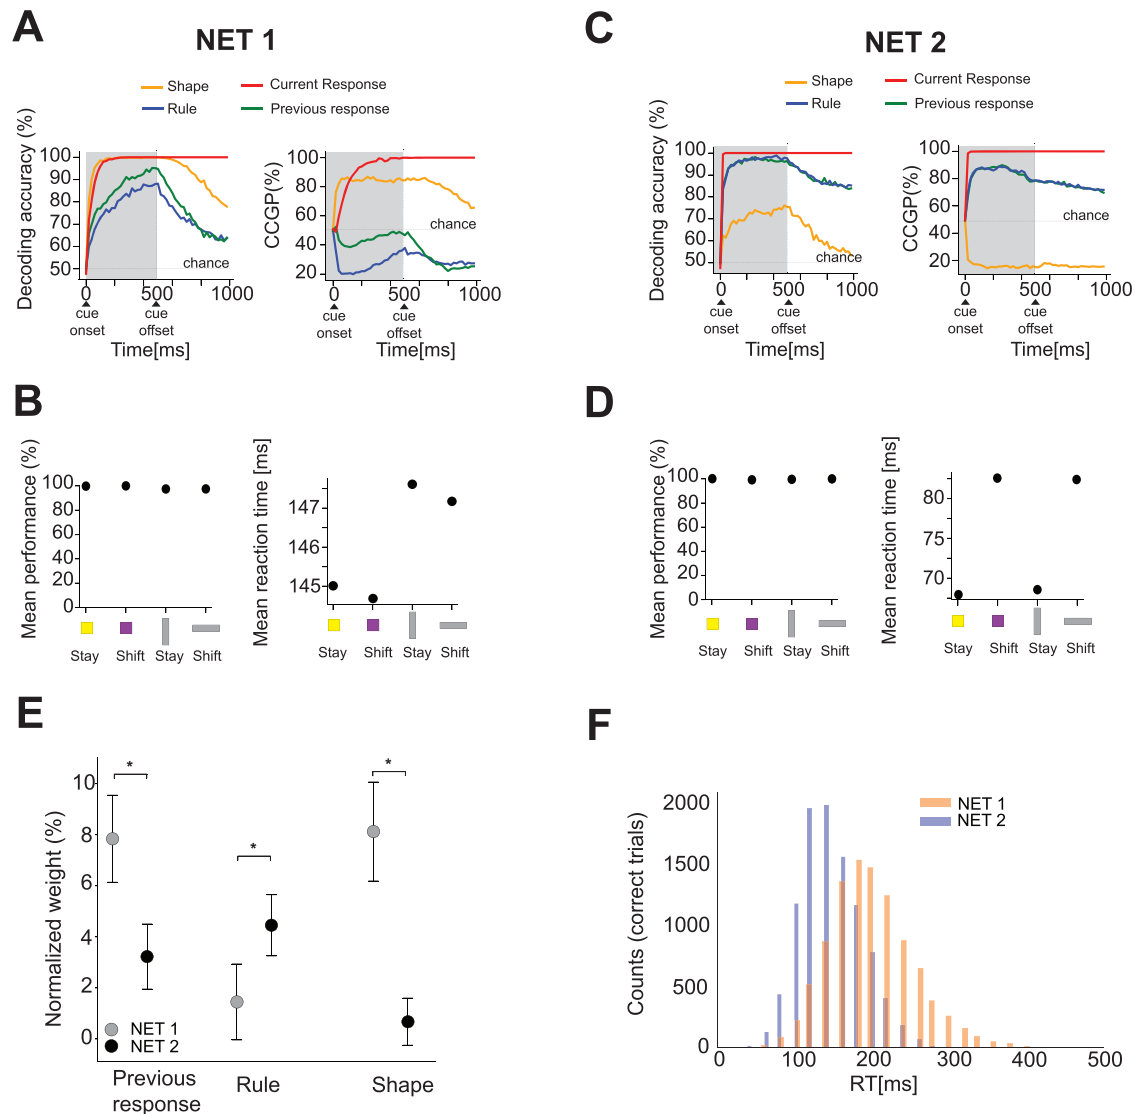 A
NET 1
Shape
Current Response
Rule
Previous response
Decoding accuracy (%)
100
90
80
70
60
50
chance
0
500
1000
cue
onset
cue
offset
Time[ms]
CCGP(%)
100
80
60
40
20
chance
0
500
1000
cue
onset
cue
offset
Time[ms]
C
NET 2
Shape
Current Response
Rule
Previous response
Decoding accuracy (%)
100
90
80
70
60
50
chance
0
500
1000
cue
onset
cue
offset
Time[ms]
CCGP(%)
100
80
60
40
20
chance
0
500
1000
cue
onset
cue
offset
Time[ms]
B
Mean performance (%)
100
80
60
40
20
0
Stay
Shift
Stay
Shift
Mean reaction time [ms]
147
146
145
Stay
Shift
Stay
Shift
D
Mean performance (%)
100
80
60
40
20
0
Stay
Shift
Stay
Shift
Mean reaction time [ms]
80
75
70
Stay
Shift
Stay
Shift
E
Normalized weight (%)
10
8
6
4
2
0
*
*
*
NET 1
NET 2
Previous
response
Rule
Shape
F
Counts (correct trials)
2000
1500
1000
500
0
NET 1
NET 2
0
100
200
300
400
500
RT[ms]